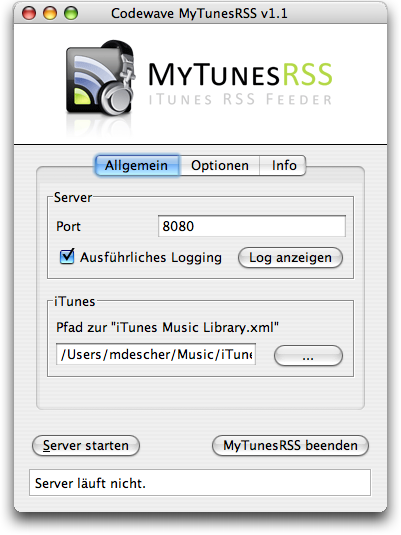 Codewave MyTunesRSS v1.1
MyTunesRSS
iTunes RSS Feeder
Allgemein Optionen Info
Server
Port 8080
Ausführliches Logging Log anzeigen
iTunes
Pfad zur "iTunes Music Library.xml"
/Users/mdescher/Music/iTune ...
Server starten MyTunesRSS beenden
Server läuft nicht.